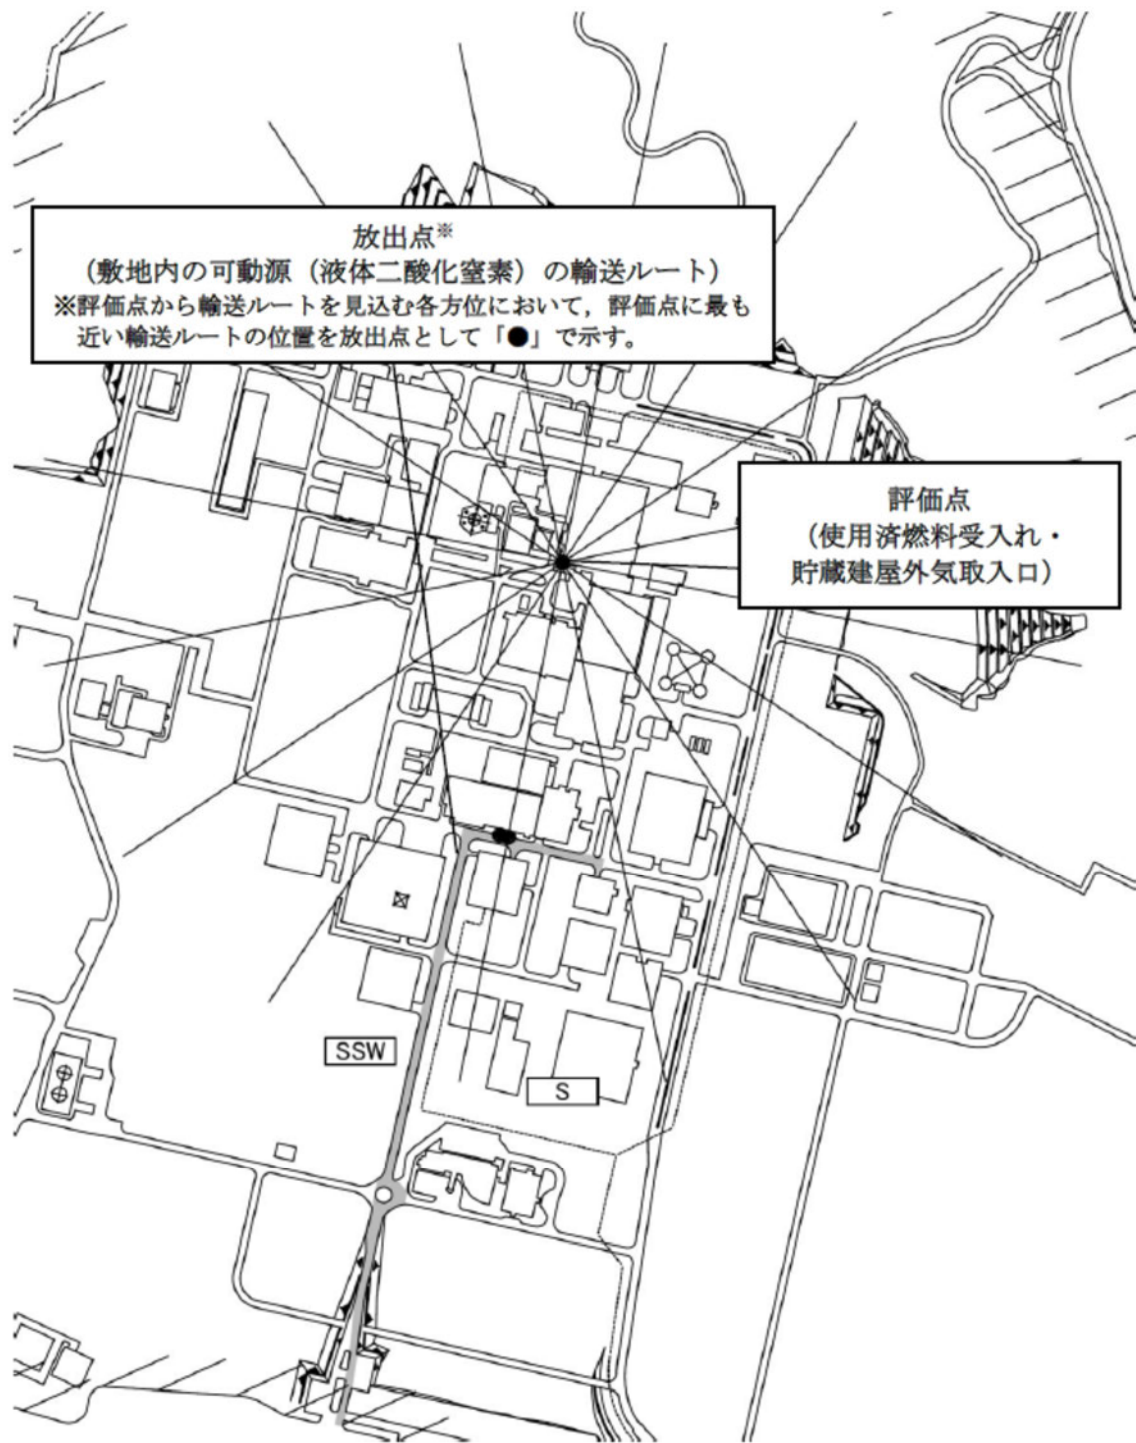 放出点※
（敷地内の可動源（液体二酸化窒素）の輸送ルート）
※評価点から輸送ルートを見込む各方位において，評価点に最も
近い輸送ルートの位置を放出点として「●」で示す。
評価点
（使用済燃料受入れ・
貯蔵建屋外気取入口）
SSW
S